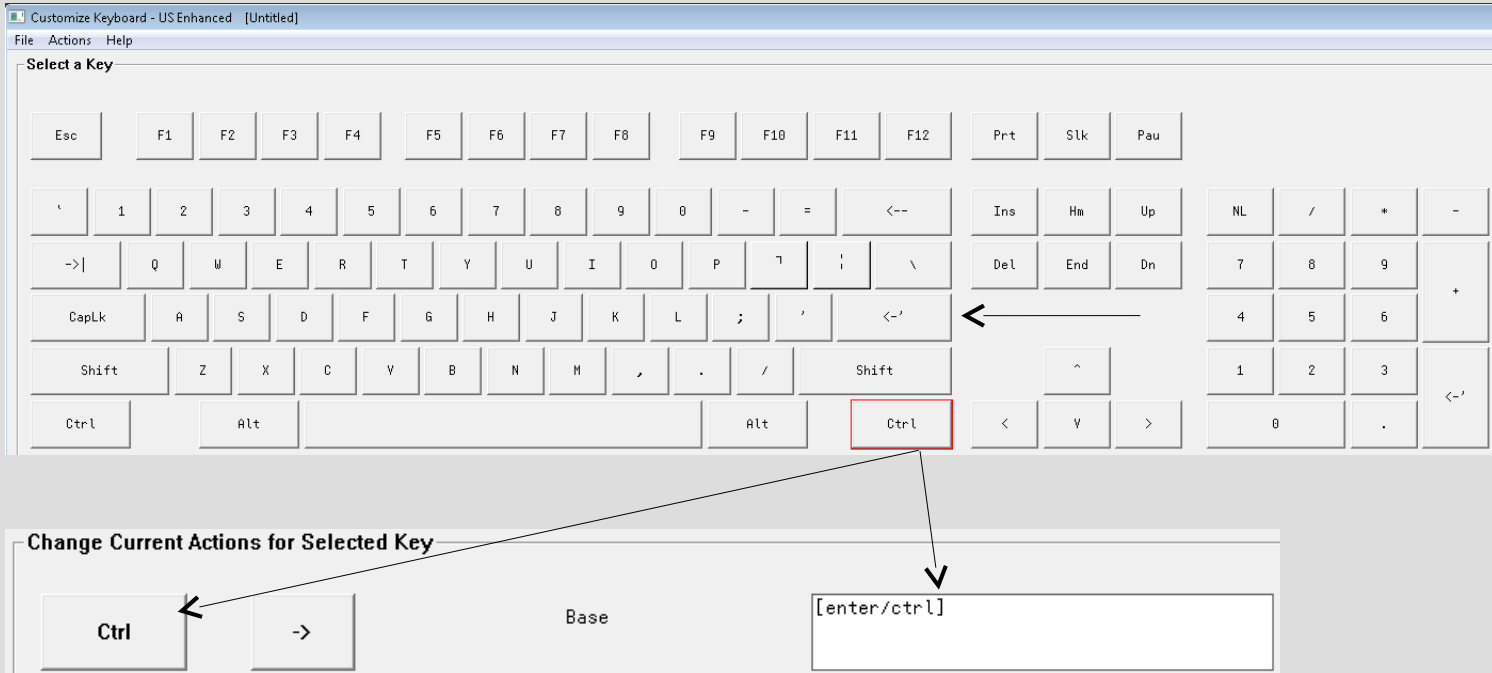 Customize Keyboard - US Enhanced [Untitled]
File Actions Help
Select a Key
Esc F1 F2 F3 F4 F5 F6 F7 F8 F9 F10 F11 F12 Prt Slk Pau
` 1 2 3 4 5 6 7 8 9 0 - = <-- Ins Hm Up NL / * -
->| Q W E R T Y U I O P ¬ ¦ \ Del End Dn 7 8 9 +
CapLk A S D F G H J K L ; ' <-' 4 5 6
Shift Z X C V B N M , . / Shift ^ 1 2 3 <-'
Ctrl Alt Alt Ctrl < V > 0 .
Change Current Actions for Selected Key
Ctrl -> Base [enter/ctrl]